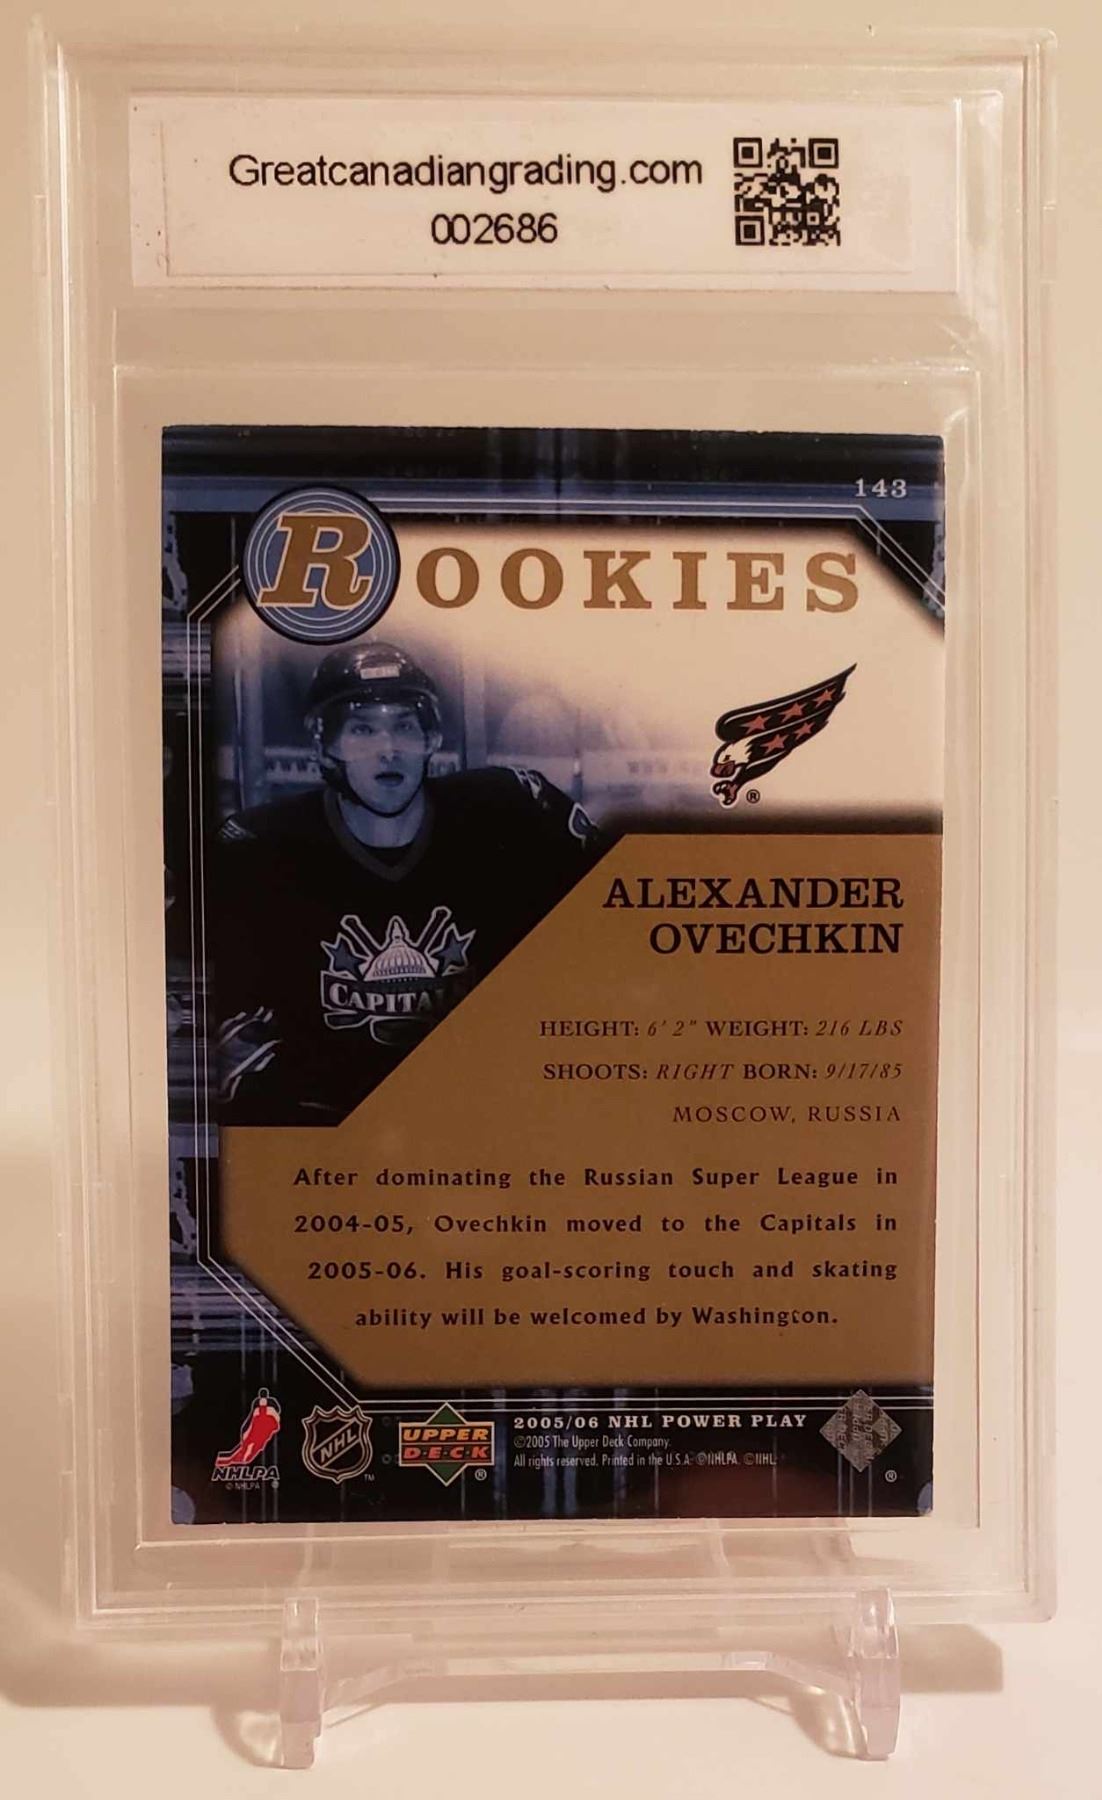 Greatcanadiangrading.com
002686
143
ROOKIES
®
CAPITA
ALEXANDER
OVECHKIN
HEIGHT: 6' 2" WEIGHT: 216 LBS
SHOOTS: RIGHT BORN: 9/17/85
MOSCOW, RUSSIA
After dominating the Russian Super League in
2004-05, Ovechkin moved to the Capitals in
2005-06. His goal-scoring touch and skating
ability will be welcomed by Washington.
NHLPA
© NHLPA ®
NHL
™
UPPER
DECK
®
2005/06 NHL POWER PLAY
©2005 The Upper Deck Company.
All rights reserved. Printed in the U.S.A. ©NHLPA. ©NHL.
®